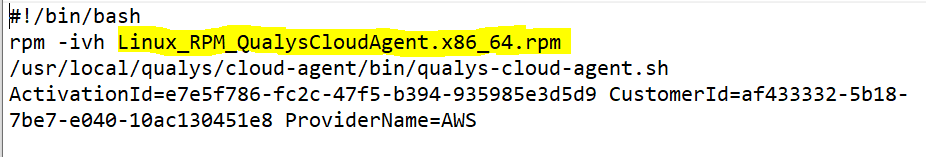 #!/bin/bash
rpm -ivh Linux_RPM_QualysCloudAgent.x86_64.rpm
/usr/local/qualys/cloud-agent/bin/qualys-cloud-agent.sh
ActivationId=e7e5f786-fc2c-47f5-b394-935985e3d5d9 CustomerId=af433332-5b18-
7be7-e040-10ac130451e8 ProviderName=AWS